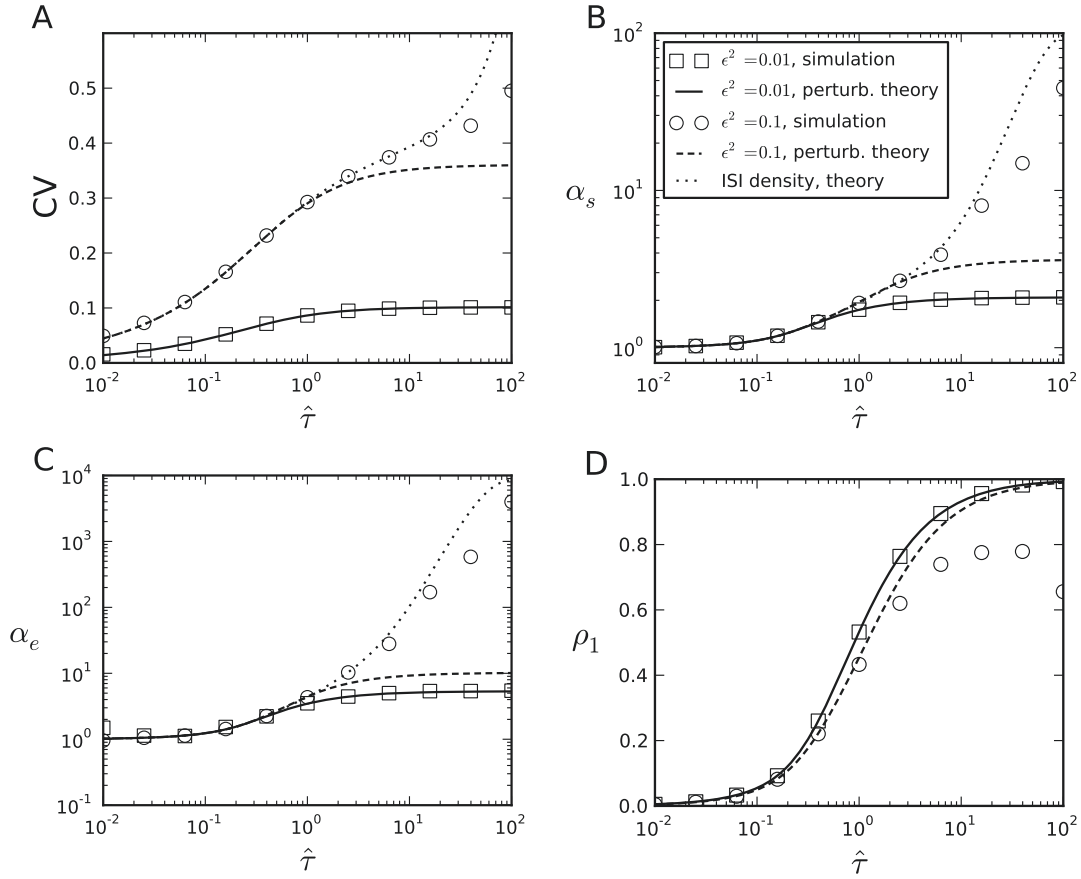 A
CV
0.5
0.4
0.3
0.2
0.1
0.0
10^-2 10^-1 10^0 10^1 10^2
τ̂
B
α_s
10^2
10^1
10^0
ϵ^2 =0.01, simulation
ϵ^2 =0.01, perturb. theory
ϵ^2 =0.1, simulation
ϵ^2 =0.1, perturb. theory
ISI density, theory
10^-2 10^-1 10^0 10^1 10^2
τ̂
C
α_e
10^4
10^3
10^2
10^1
10^0
10^-1
10^-2 10^-1 10^0 10^1 10^2
τ̂
D
ρ_1
1.0
0.8
0.6
0.4
0.2
0.0
10^-2 10^-1 10^0 10^1 10^2
τ̂